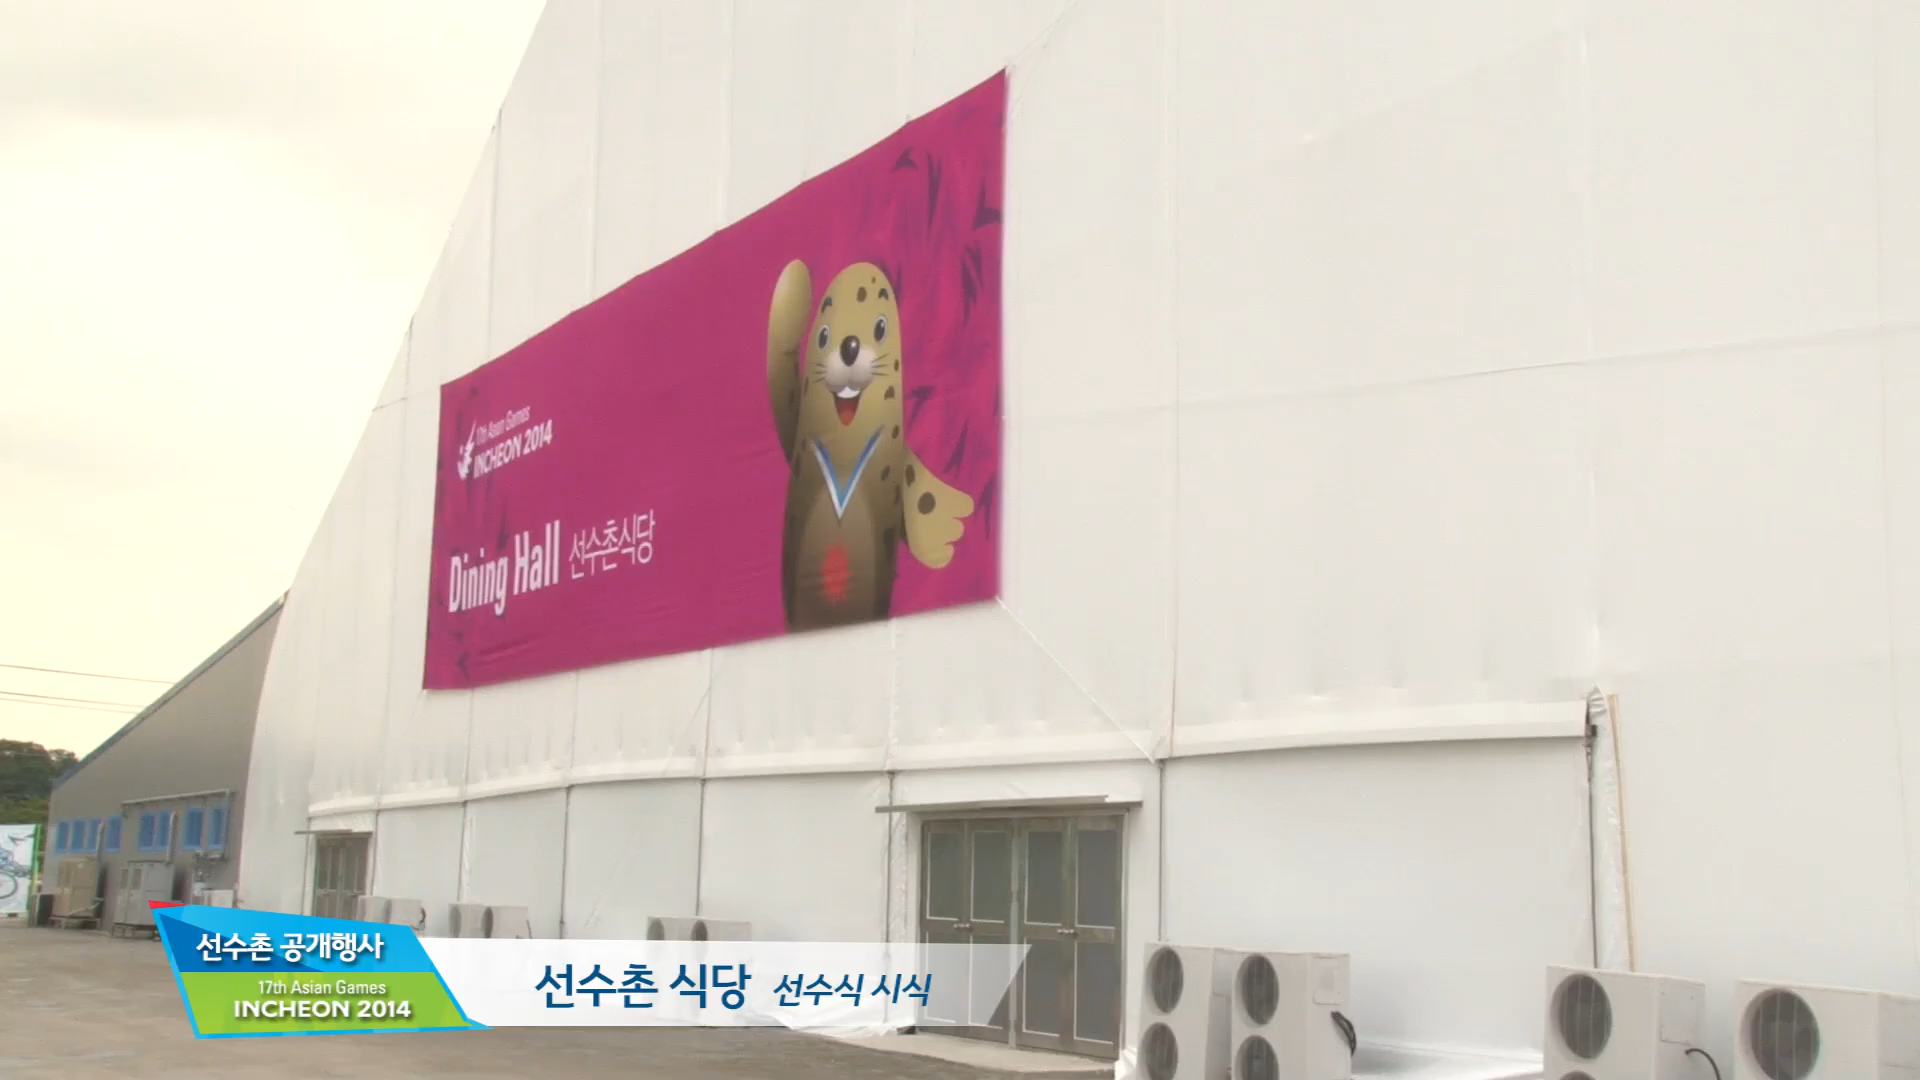 17th Asian Games
INCHEON 2014
Dining Hall 선수촌식당
선수촌 공개행사
17th Asian Games
INCHEON 2014
선수촌 식당 선수식 시식